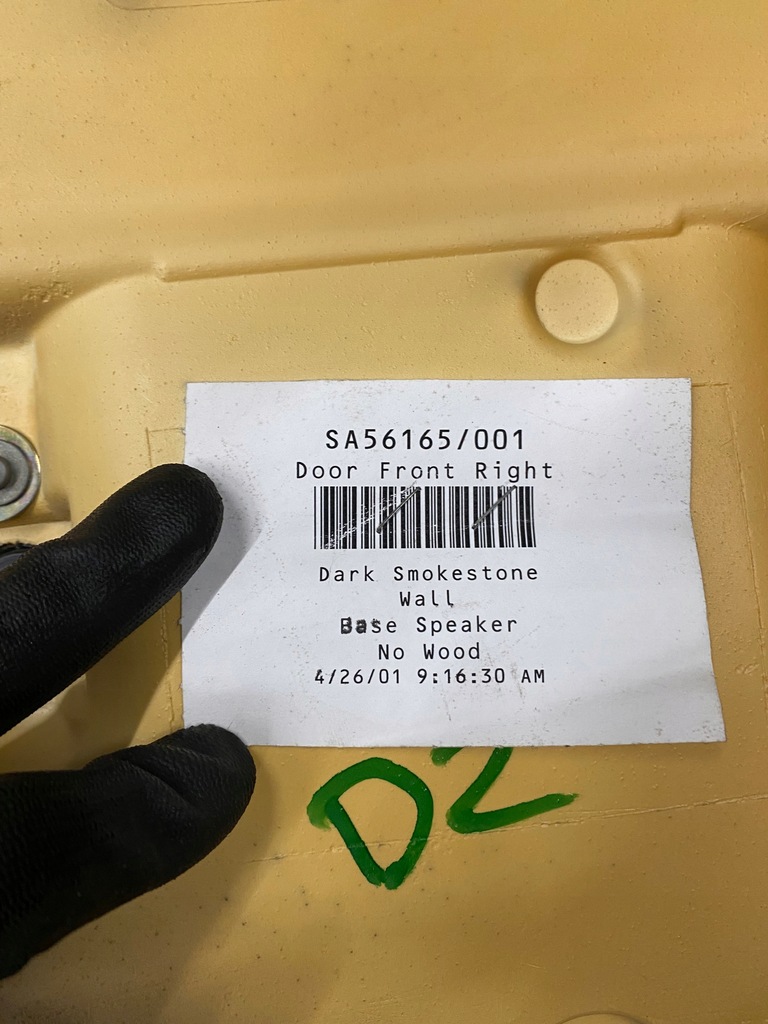 SA56165/001
Door Front Right
Dark Smokestone
Wall
Base Speaker
No Wood
4/26/01 9:16:30 AM
D2